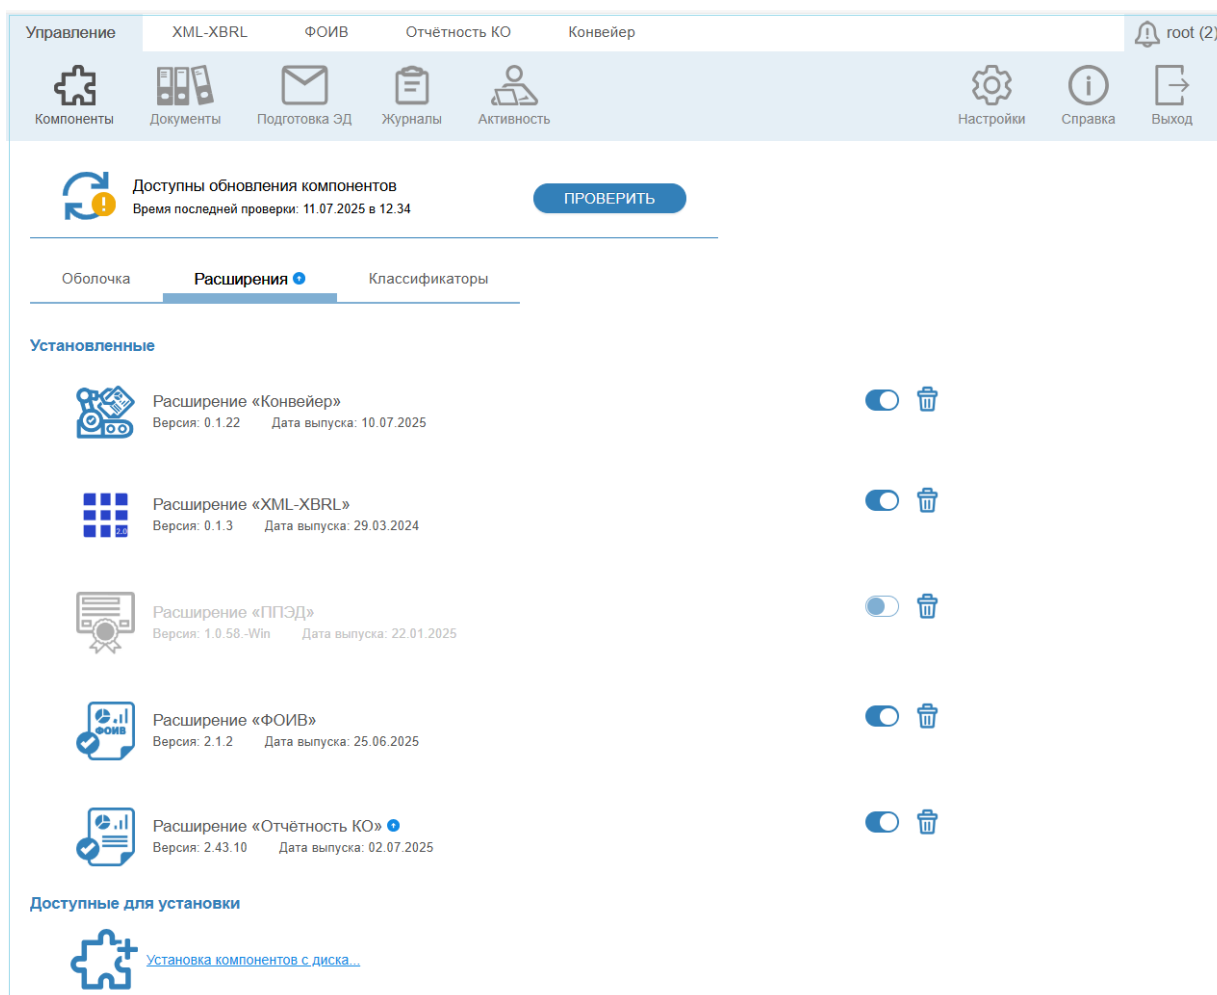 Управление XML-XBRL ФОИВ Отчётность КО Конвейер root (2)
Компоненты Документы Подготовка ЭД Журналы Активность Настройки Справка Выход
Доступны обновления компонентов
Время последней проверки: 11.07.2025 в 12.34
ПРОВЕРИТЬ
Оболочка Расширения Классификаторы
Установленные
Расширение «Конвейер»
Версия: 0.1.22 Дата выпуска: 10.07.2025
2.0
Расширение «XML-XBRL»
Версия: 0.1.3 Дата выпуска: 29.03.2024
Расширение «ППЭД»
Версия: 1.0.58.-Win Дата выпуска: 22.01.2025
ФОИВ
Расширение «ФОИВ»
Версия: 2.1.2 Дата выпуска: 25.06.2025
Расширение «Отчётность КО»
Версия: 2.43.10 Дата выпуска: 02.07.2025
Доступные для установки
Установка компонентов с диска...